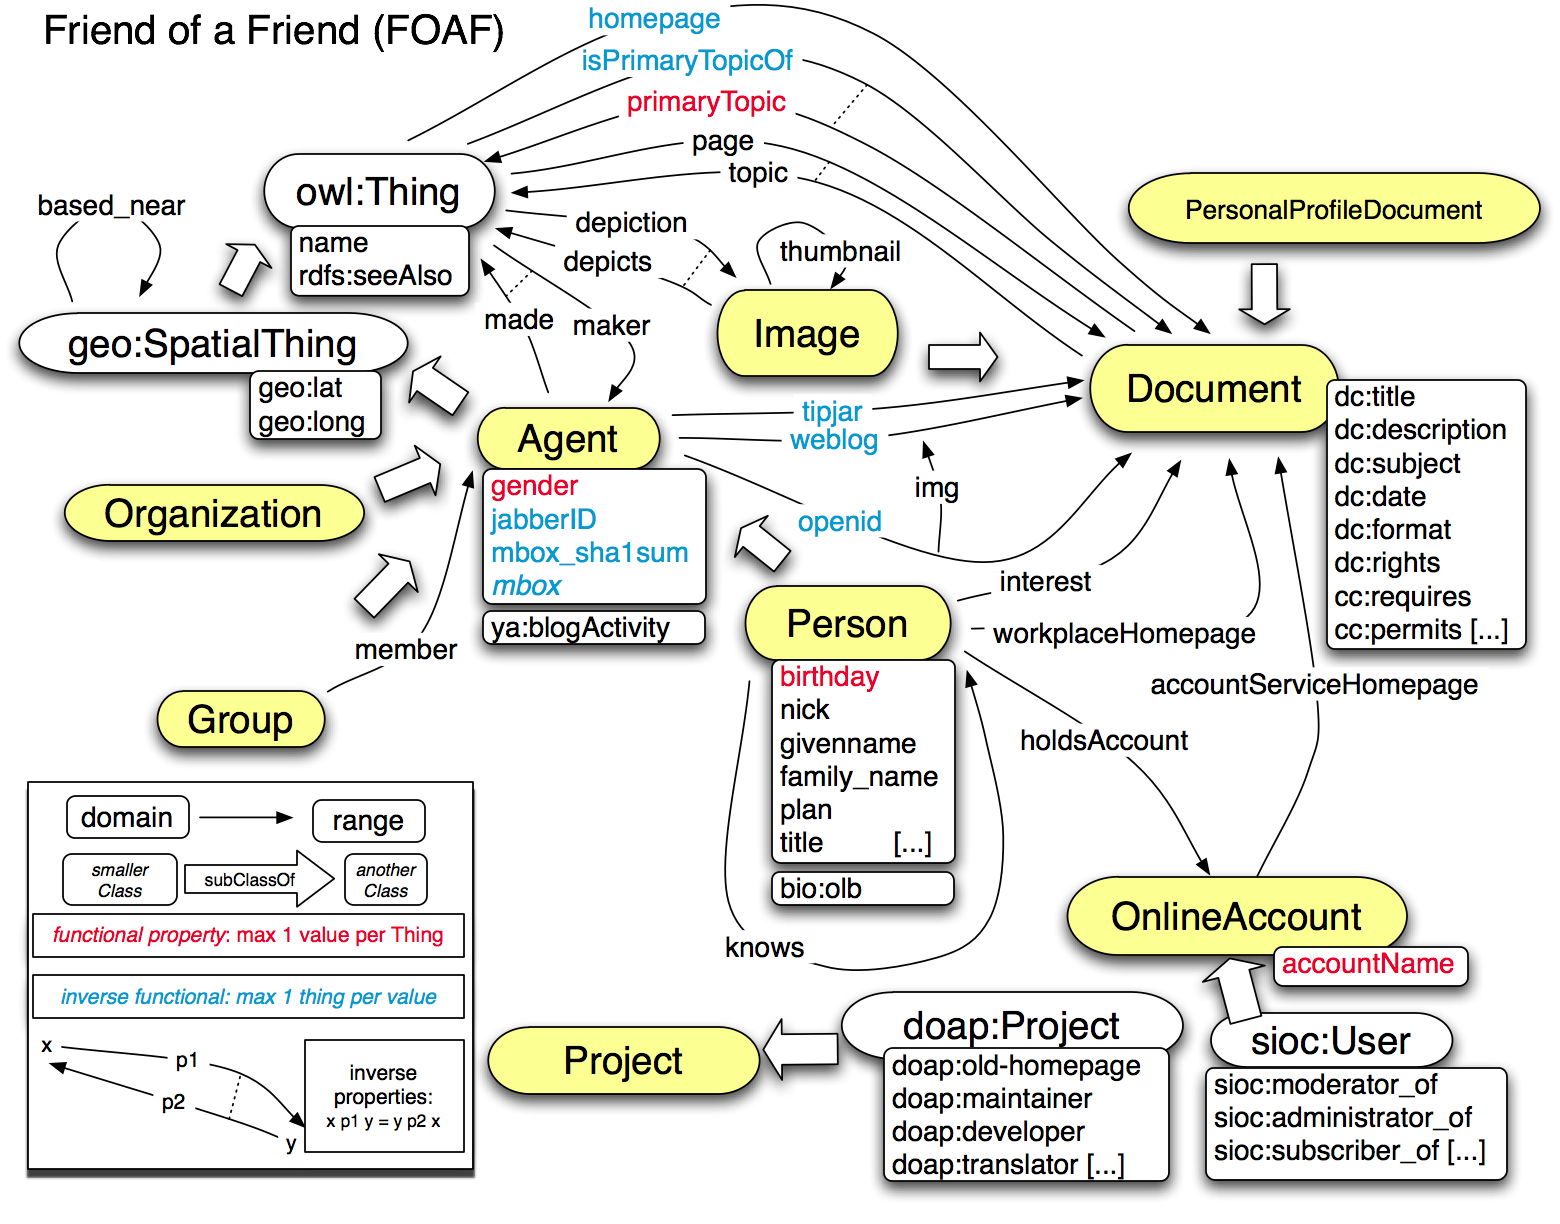 Friend of a Friend (FOAF)
homepage
isPrimaryTopicOf
primaryTopic
page
topic
owl:Thing
name
rdfs:seeAlso
based_near
depiction
depicts
thumbnail
PersonalProfileDocument
made
maker
geo:SpatialThing
geo:lat
geo:long
Image
Document
dc:title
dc:description
dc:subject
dc:date
dc:format
dc:rights
cc:requires
cc:permits [...]
Agent
gender
jabberID
mbox_sha1sum
mbox
ya:blogActivity
tipjar
weblog
img
openid
Organization
interest
workplaceHomepage
member
Person
birthday
nick
givenname
family_name
plan
title [...]
bio:olb
accountServiceHomepage
holdsAccount
Group
knows
OnlineAccount
accountName
domain
range
smaller
Class
subClassOf
another
Class
functional property: max 1 value per Thing
inverse functional: max 1 thing per value
x
p1
p2
y
inverse
properties:
x p1 y = y p2 x
Project
doap:Project
doap:old-homepage
doap:maintainer
doap:developer
doap:translator [...]
sioc:User
sioc:moderator_of
sioc:administrator_of
sioc:subscriber_of [...]